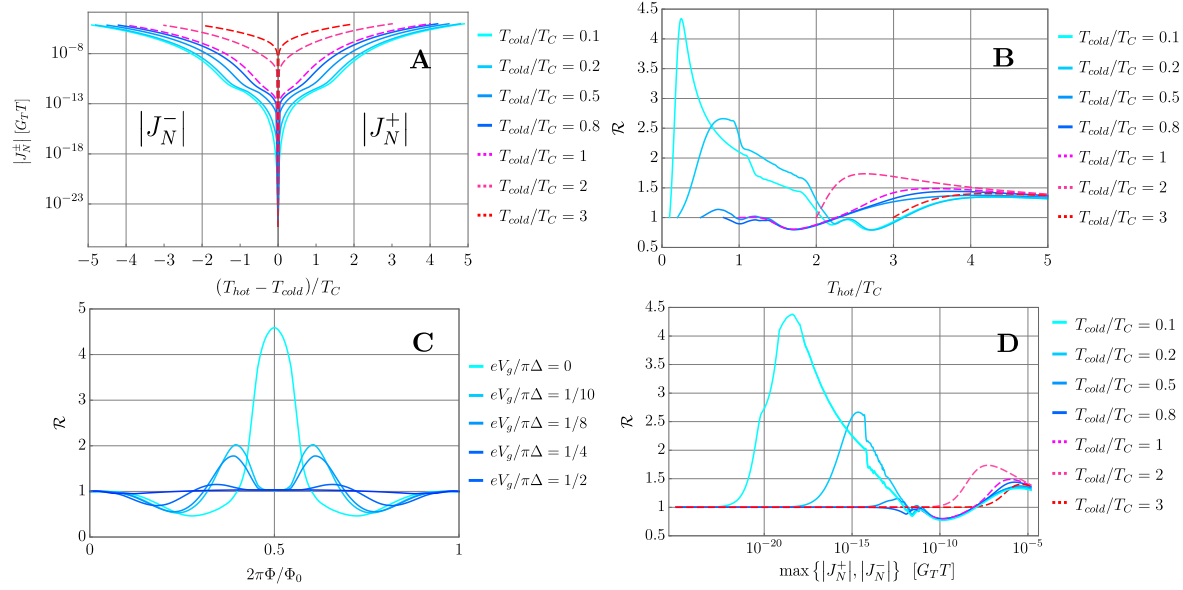 A
|J_N^-|
|J_N^+|
|J_N^±| [G_T T]
10^-8
10^-13
10^-18
10^-23
−5 −4 −3 −2 −1 0 1 2 3 4 5
(T_hot − T_cold)/T_C
T_cold/T_C = 0.1
T_cold/T_C = 0.2
T_cold/T_C = 0.5
T_cold/T_C = 0.8
T_cold/T_C = 1
T_cold/T_C = 2
T_cold/T_C = 3
B
R
4.5
4
3.5
3
2.5
2
1.5
1
0.5
0 1 2 3 4 5
T_hot/T_C
T_cold/T_C = 0.1
T_cold/T_C = 0.2
T_cold/T_C = 0.5
T_cold/T_C = 0.8
T_cold/T_C = 1
T_cold/T_C = 2
T_cold/T_C = 3
C
R
5
4
3
2
1
0
0 0.5 1
2πΦ/Φ_0
eV_g/πΔ = 0
eV_g/πΔ = 1/10
eV_g/πΔ = 1/8
eV_g/πΔ = 1/4
eV_g/πΔ = 1/2
D
R
4.5
4
3.5
3
2.5
2
1.5
1
0.5
10^-20 10^-15 10^-10 10^-5
max {|J_N^+|, |J_N^-|} [G_T T]
T_cold/T_C = 0.1
T_cold/T_C = 0.2
T_cold/T_C = 0.5
T_cold/T_C = 0.8
T_cold/T_C = 1
T_cold/T_C = 2
T_cold/T_C = 3